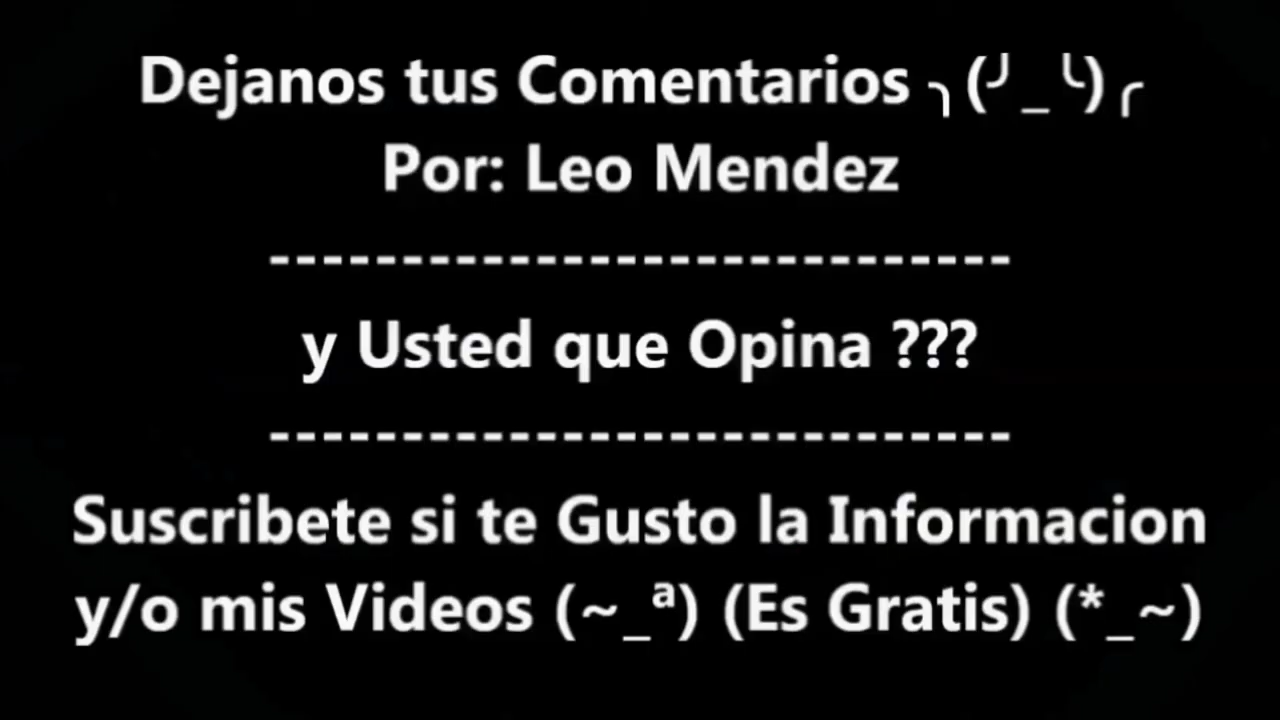 Dejanos tus Comentarios ╮(╯_╰)╭
Por: Leo Mendez
----------------------------
y Usted que Opina ???
----------------------------
Suscribete si te Gusto la Informacion
y/o mis Videos (~_ª) (Es Gratis) (*_~)